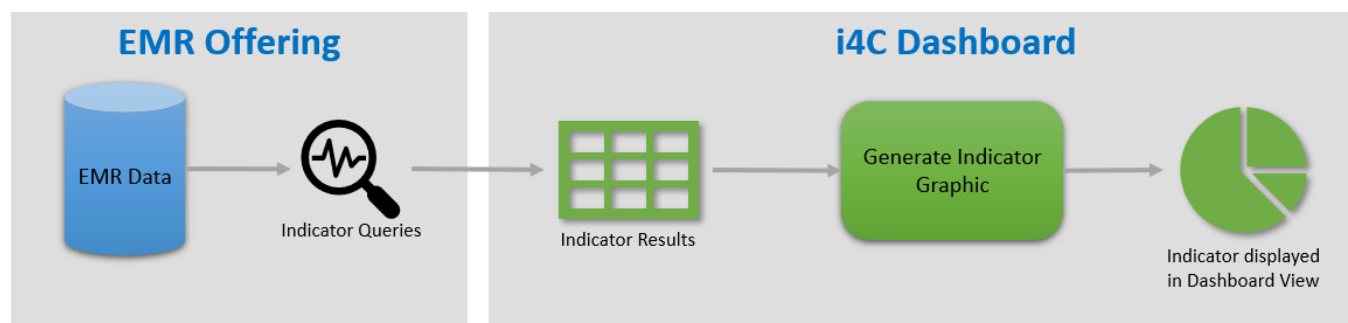 EMR Offering
i4C Dashboard
EMR Data
Indicator Queries
Indicator Results
Generate Indicator
Graphic
Indicator displayed
in Dashboard View